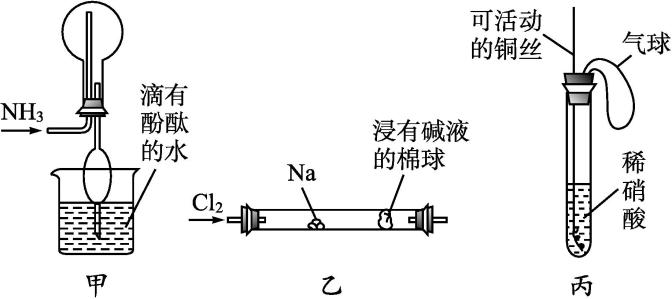 NH₃
滴有
酚酞
的水
甲
Cl₂
Na
浸有碱液
的棉球
乙
可活动
的铜丝
气球
稀
硝
酸
丙